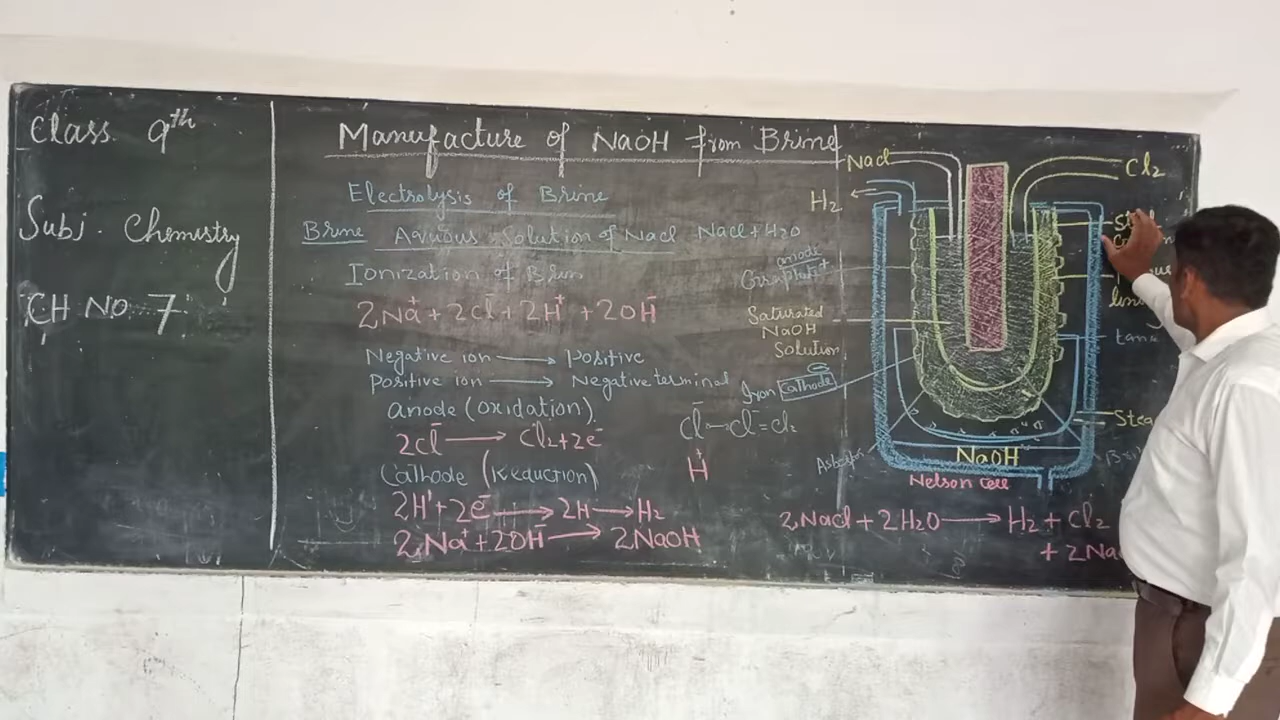 Class 9th
Subj. Chemistry
CH NO 7
Manufacture of NaOH from Brine
Electrolysis of Brine
Brine Aquous Solution of Nacl Nacl+H2O
Ionization of Brin
2Na⁺+2Cl⁻+2H⁺+2OH⁻
Negative ion ⟶ Positive
Positive ion ⟶ Negative terminal
anode (oxidation)
2Cl⁻ ⟶ Cl₂+2e⁻
Cl⁻–Cl⁻=Cl₂
Cathode (Reduction)
H⁺
2H⁺+2e⁻ ⟶ 2H ⟶ H₂
2Na⁺+2OH⁻ ⟶ 2NaOH
Nacl
Cl₂
H₂
anode
Graphite +
Saturated
NaOH
Solution
Iron Cathode
lining
Asbestos
NaOH
Nelson cell
2Nacl+2H2O ⟶ H₂+Cl₂
+ 2Na